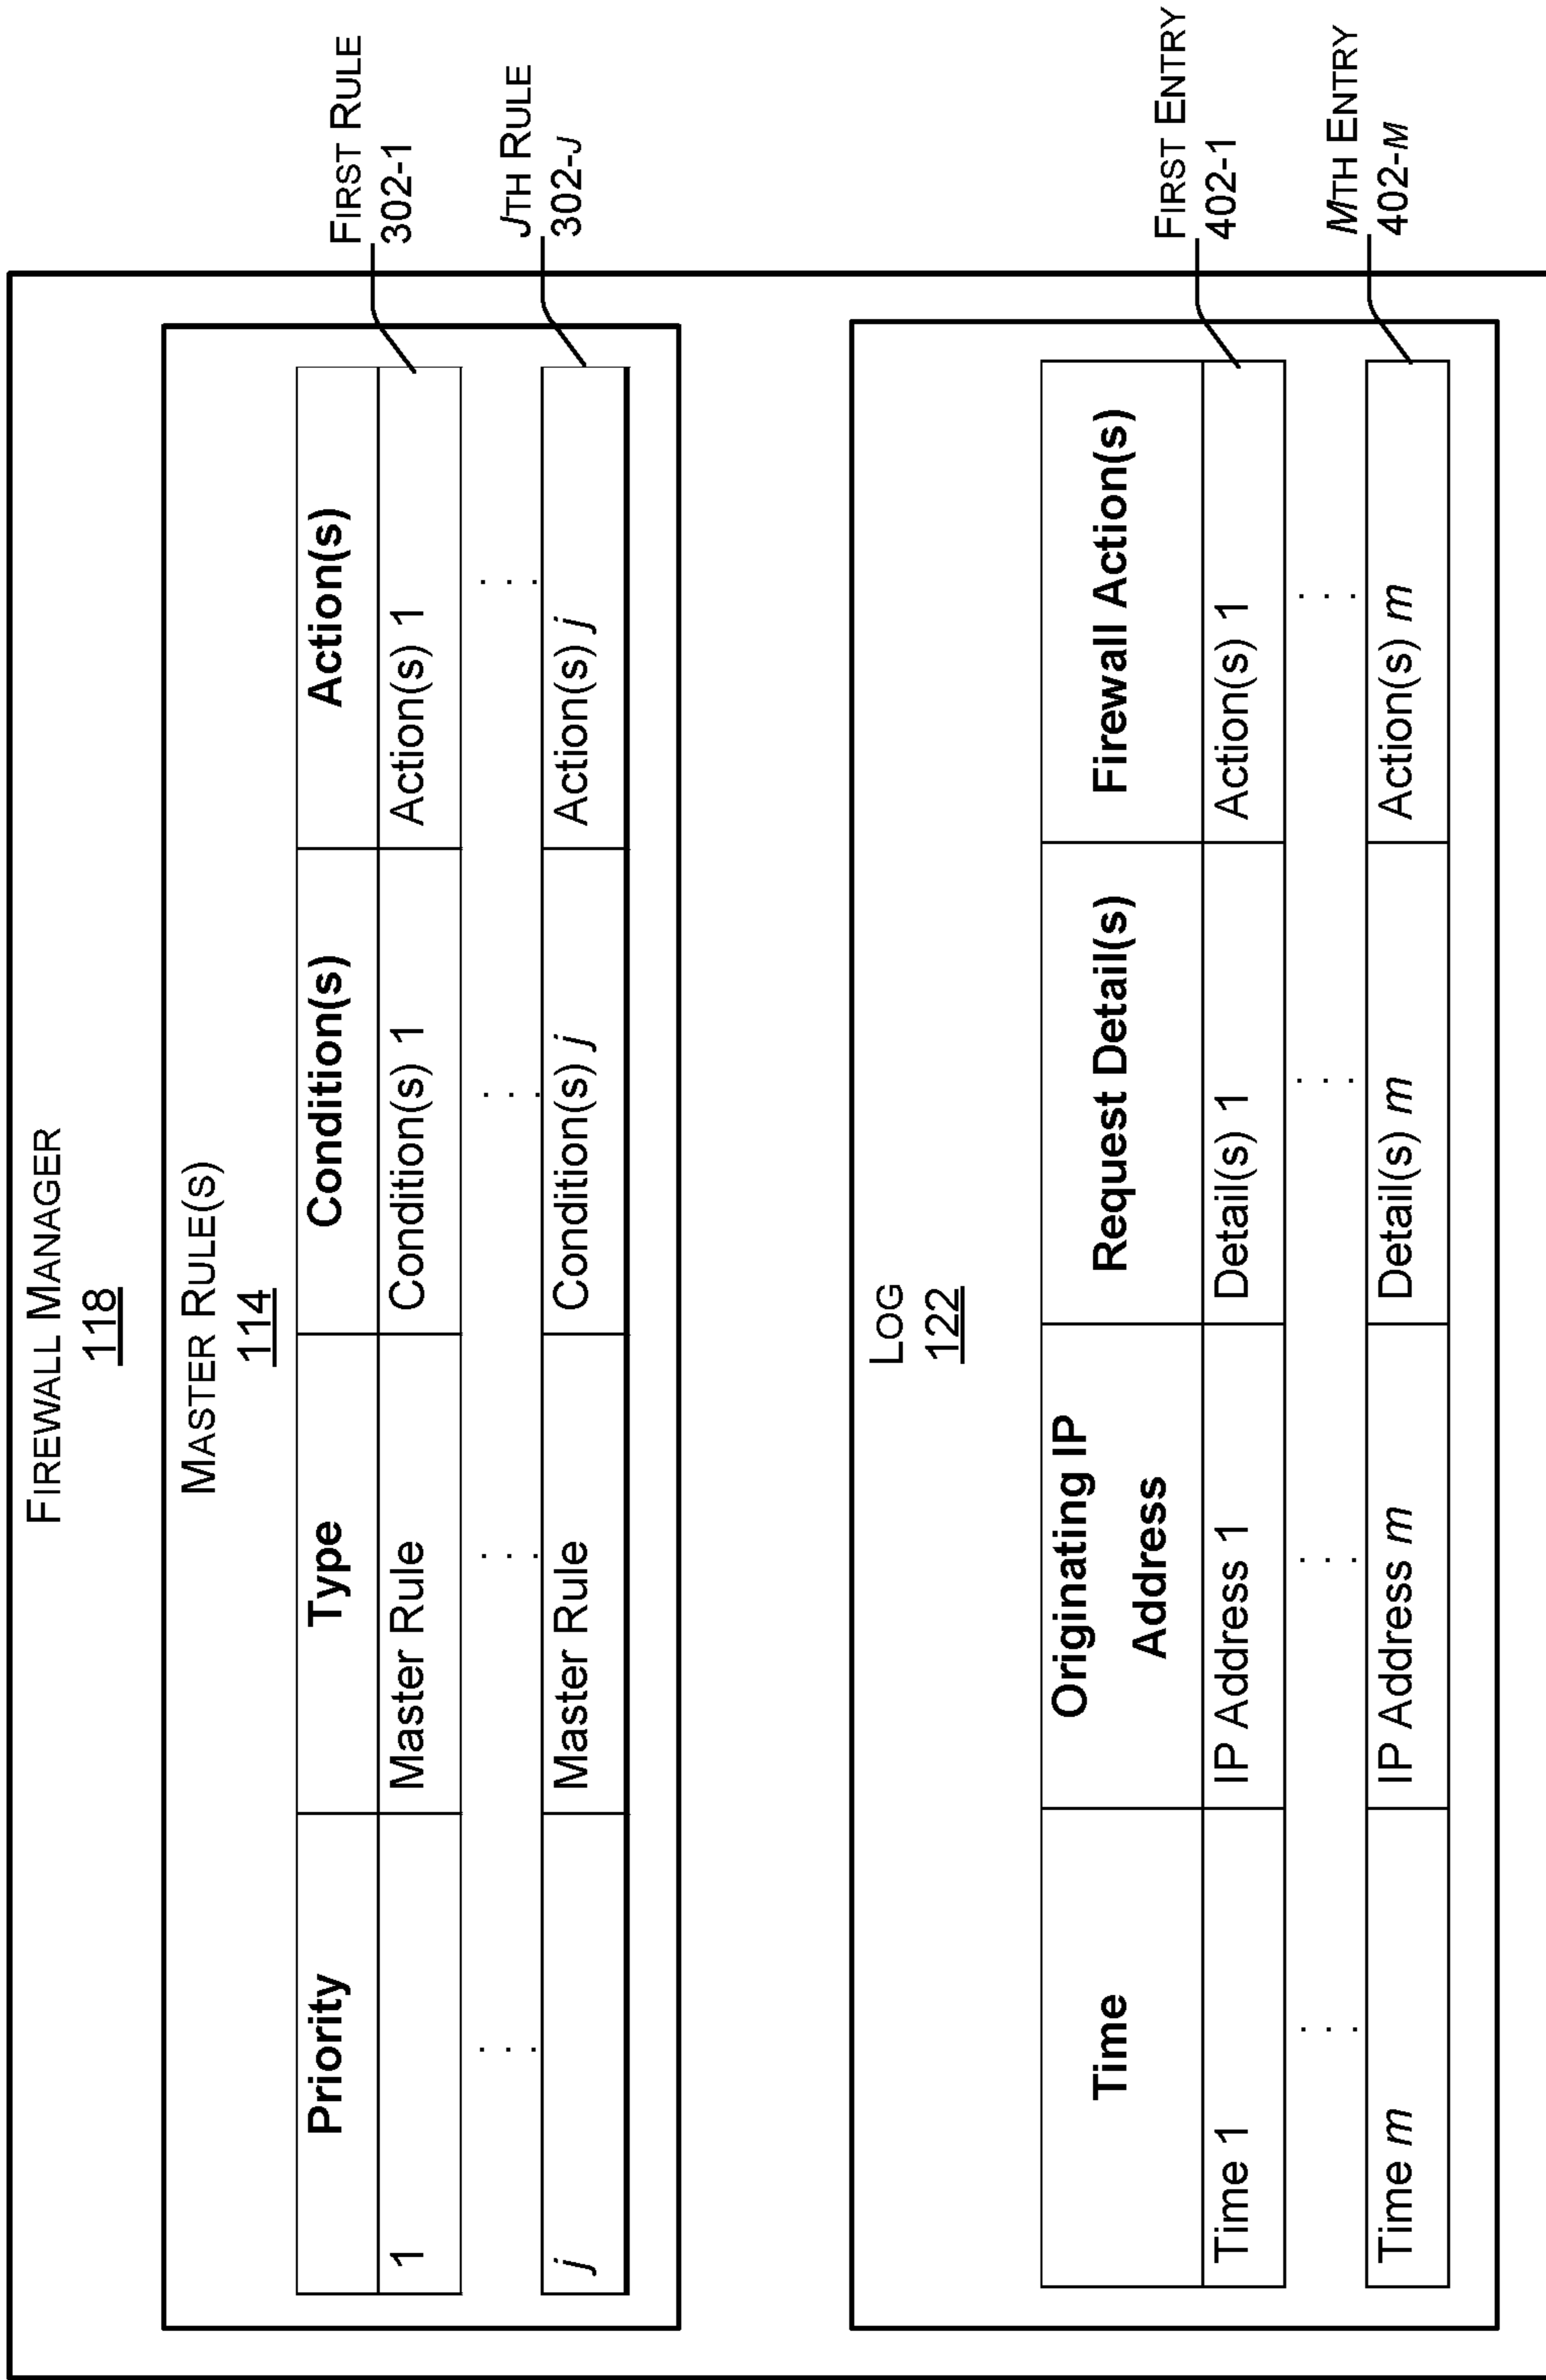 FIREWALL MANAGER
118
MASTER RULE(S)
114
Priority Type Condition(s) Action(s)
1 Master Rule Condition(s) 1 Action(s) 1
. . . . . . . . . . . .
j Master Rule Condition(s) j Action(s) j
FIRST RULE
302-1
JTH RULE
302-J
LOG
122
Time Originating IP Address Request Detail(s) Firewall Action(s)
Time 1 IP Address 1 Detail(s) 1 Action(s) 1
. . . . . . . . . . . .
Time m IP Address m Detail(s) m Action(s) m
FIRST ENTRY
402-1
MTH ENTRY
402-M